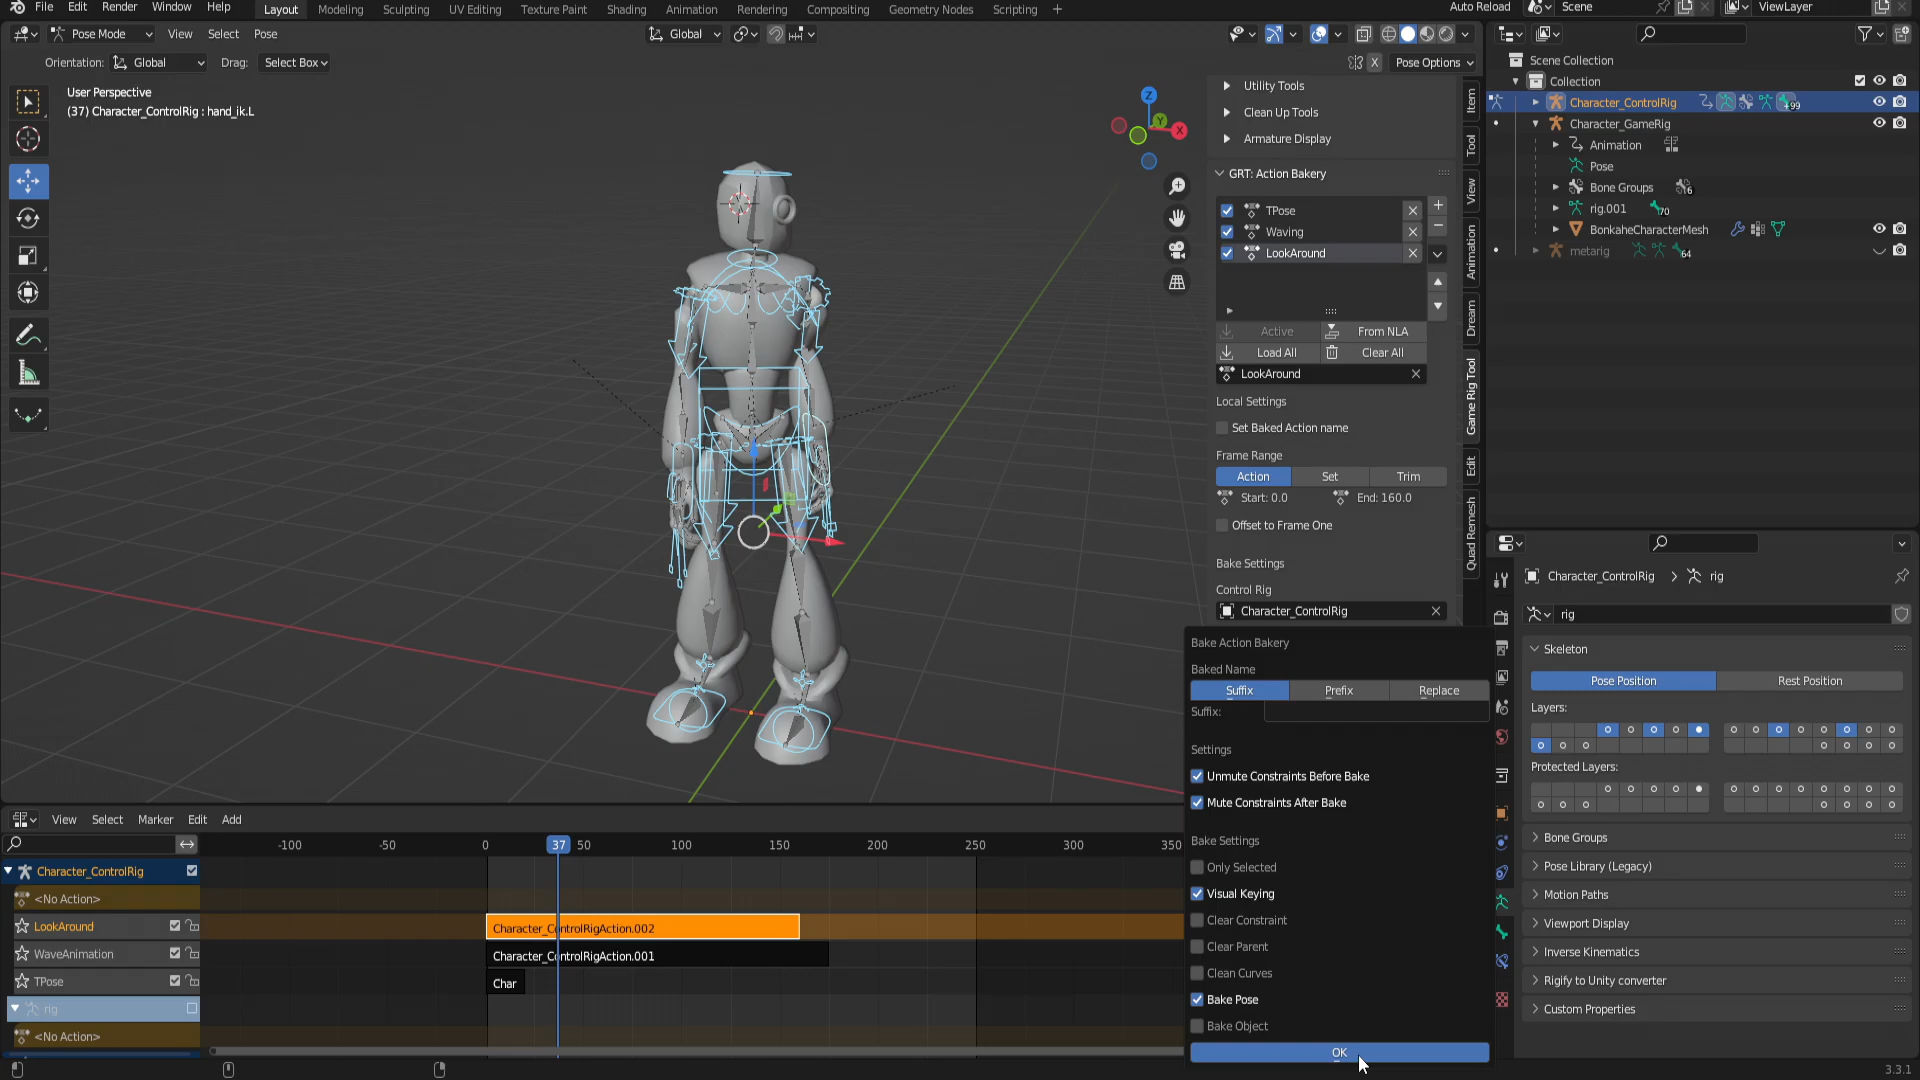 File Edit Render Window Help Layout Modeling Sculpting UV Editing Texture Paint Shading Animation Rendering Compositing Geometry Nodes Scripting + Auto Reload Scene ViewLayer
Pose Mode View Select Pose Global
Orientation: Global Drag: Select Box X Pose Options
User Perspective
(37) Character_ControlRig : hand_ik.L
Z
Y
X
Utility Tools
Clean Up Tools
Armature Display
GRT: Action Bakery
TPose
Waving
LookAround
Active From NLA
Load All Clear All
LookAround
Local Settings
Set Baked Action name
Frame Range
Action Set Trim
Start: 0.0 End: 160.0
Offset to Frame One
Bake Settings
Control Rig
Character_ControlRig
Item
Tool
View
Animation
Dream
Game Rig Tool
Edit
Quad Remesh
Bake Action Bakery
Baked Name
Suffix Prefix Replace
Suffix:
Settings
Unmute Constraints Before Bake
Mute Constraints After Bake
Bake Settings
Only Selected
Visual Keying
Clear Constraint
Clear Parent
Clean Curves
Bake Pose
Bake Object
OK
Scene Collection
Collection
Character_ControlRig +99
Character_GameRig
Animation
Pose
Bone Groups 6
rig.001 70
BonkaheCharacterMesh
metarig 64
Character_ControlRig > rig
rig
Skeleton
Pose Position Rest Position
Layers:
Protected Layers:
Bone Groups
Pose Library (Legacy)
Motion Paths
Viewport Display
Inverse Kinematics
Rigify to Unity converter
Custom Properties
View Select Marker Edit Add
-100 -50 0 37 50 100 150 200 250 300 350
Character_ControlRig
<No Action>
LookAround Character_ControlRigAction.002
WaveAnimation Character_ControlRigAction.001
TPose Char
rig
<No Action>
3.3.1